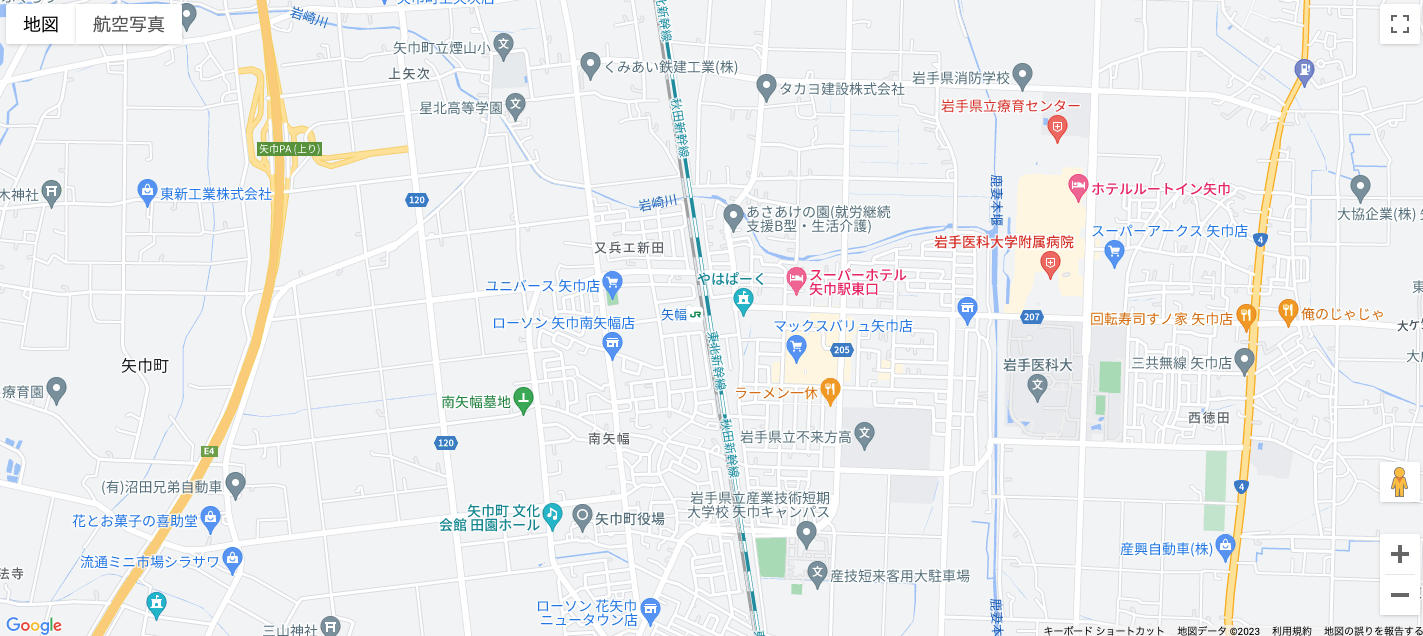 地図
航空写真
岩崎川
矢巾町立煙山小
上矢次
くみあい鉄建工業(株)
タカヨ建設株式会社
岩手県消防学校
星北高等学園
岩手県立療育センター
秋田新幹線
矢巾PA (上り)
木神社
東新工業株式会社
120
岩崎川
鹿妻本堰
ホテルルートイン矢巾
あさあけの園(就労継続
支援B型・生活介護)
大協企業(株)
又兵エ新田
岩手医科大学附属病院
スーパーアークス 矢巾店
4
やはぱーく
スーパーホテル
矢巾駅東口
ユニバース 矢巾店
ローソン 矢巾南矢幅店
矢幅
マックスバリュ矢巾店
207
回転寿司すノ家 矢巾店
俺のじゃじゃ
東北新幹線
205
矢巾町
岩手医科大
三共無線 矢巾店
療育園
ラーメン一休
南矢幅墓地
西徳田
120
南矢幅
秋田新幹線
岩手県立不来方高
E4
(有)沼田兄弟自動車
4
岩手県立産業技術短期
大学校 矢巾キャンパス
花とお菓子の喜助堂
矢巾町 文化
会館 田園ホール
矢巾町役場
産興自動車(株)
流通ミニ市場シラサワ
法寺
産技短来客用大駐車場
ローソン 花矢巾
ニュータウン店
三山神社
Google
キーボード ショートカット
地図データ ©2023
利用規約
地図の誤りを報告する